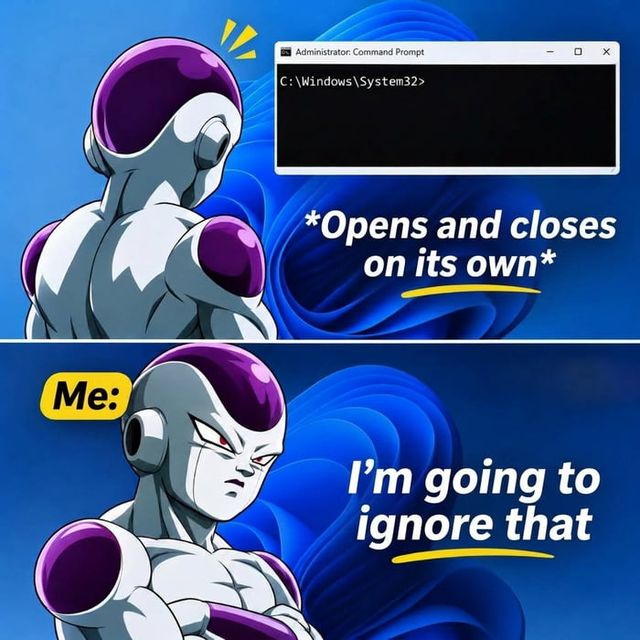 Administrator: Command Prompt
C:\Windows\System32>
*Opens and closes
on its own*
Me:
I'm going to
ignore that